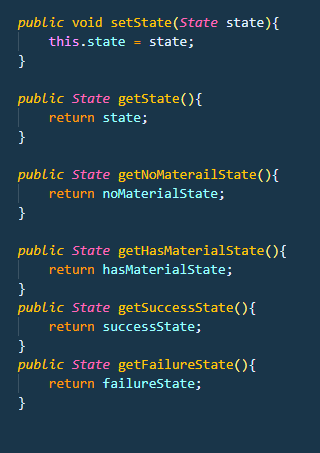 public void setState(State state){
this.state = state;
}
public State getState(){
return state;
}
public State getNoMaterailState(){
return noMaterialState;
}
public State getHasMaterialState(){
return hasMaterialState;
}
public State getSuccessState(){
return successState;
}
public State getFailureState(){
return failureState;
}